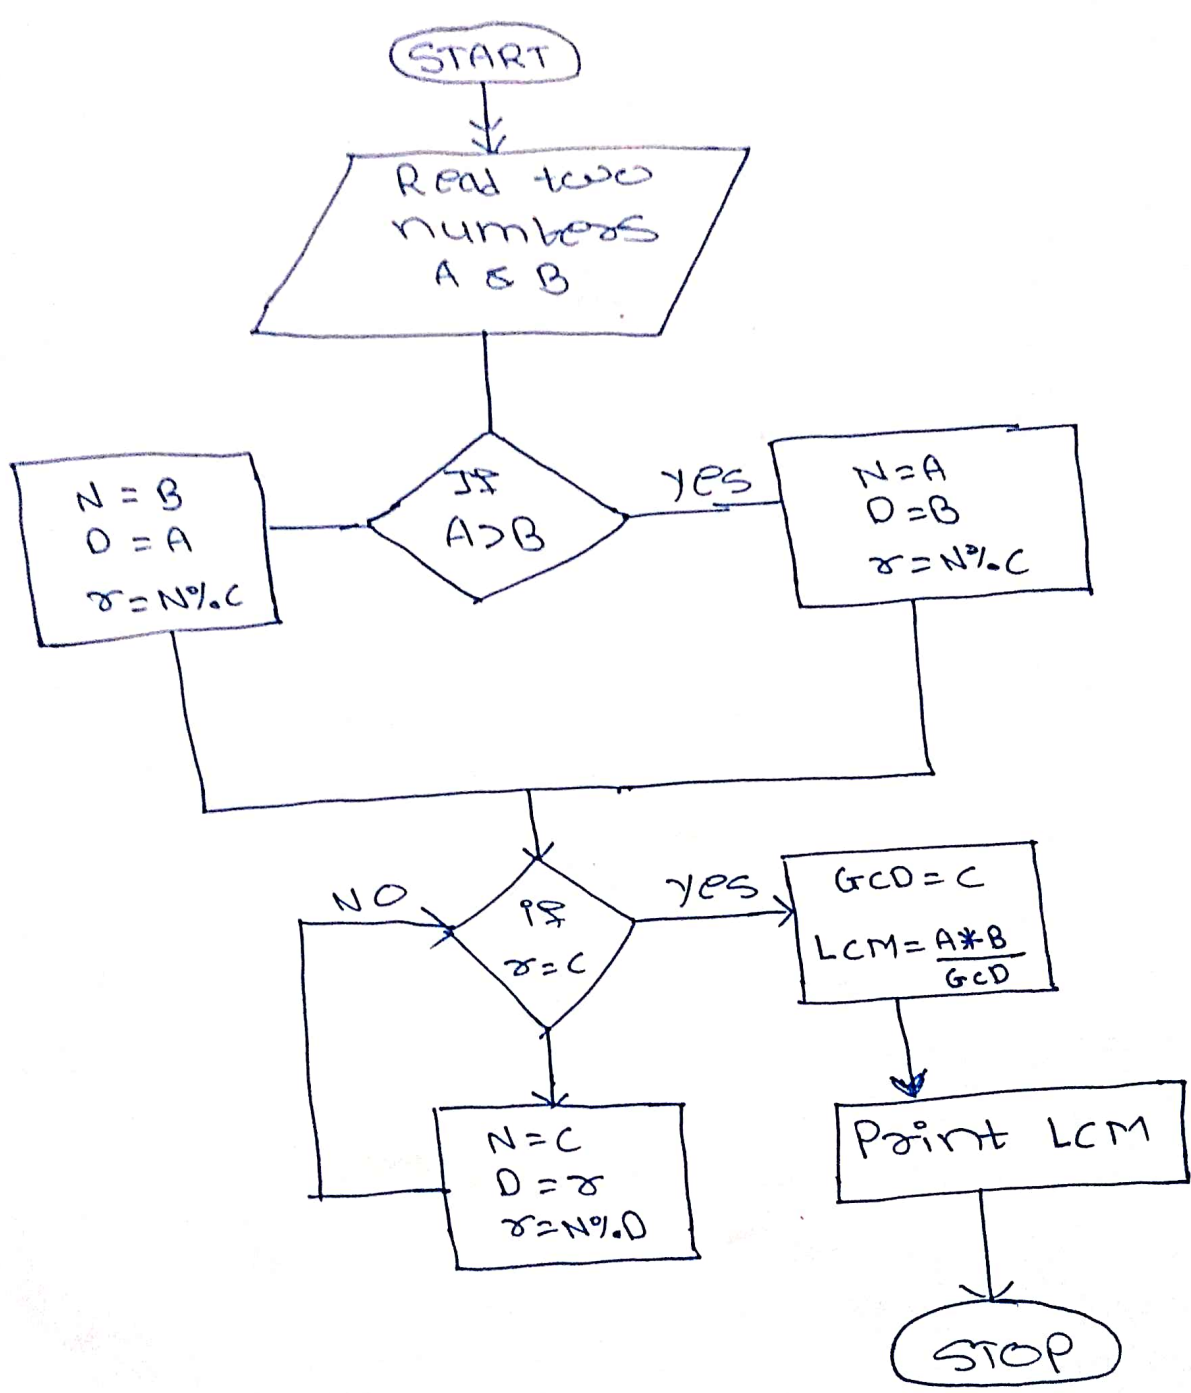 START
Read two
numbers
A & B
If
A>B
yes
N=A
D=B
r=N%C
N=B
D=A
r=N%C
NO
if
r=C
yes
GCD=C
LCM=A*B
GCD
N=C
D=r
r=N%D
Print LCM
STOP